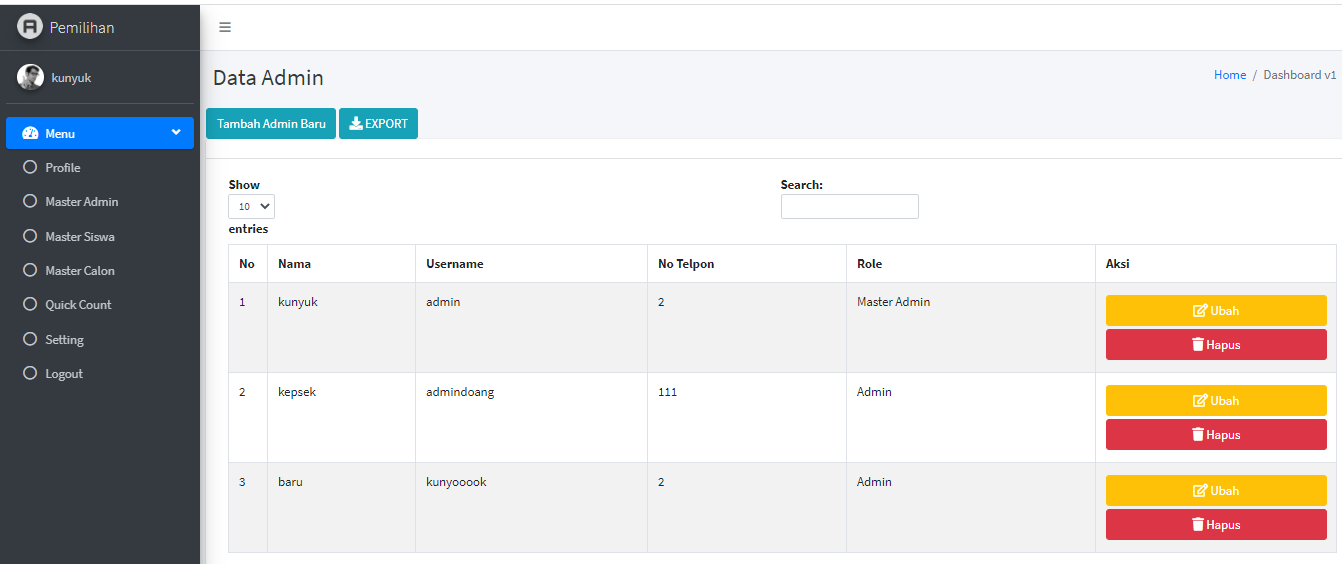 Pemilihan
kunyuk
Menu
Profile
Master Admin
Master Siswa
Master Calon
Quick Count
Setting
Logout
Data Admin
Home / Dashboard v1
Tambah Admin Baru EXPORT
Show
10
entries
Search:
No Nama Username No Telpon Role Aksi
1 kunyuk admin 2 Master Admin Ubah
Hapus
2 kepsek admindoang 111 Admin Ubah
Hapus
3 baru kunyooook 2 Admin Ubah
Hapus